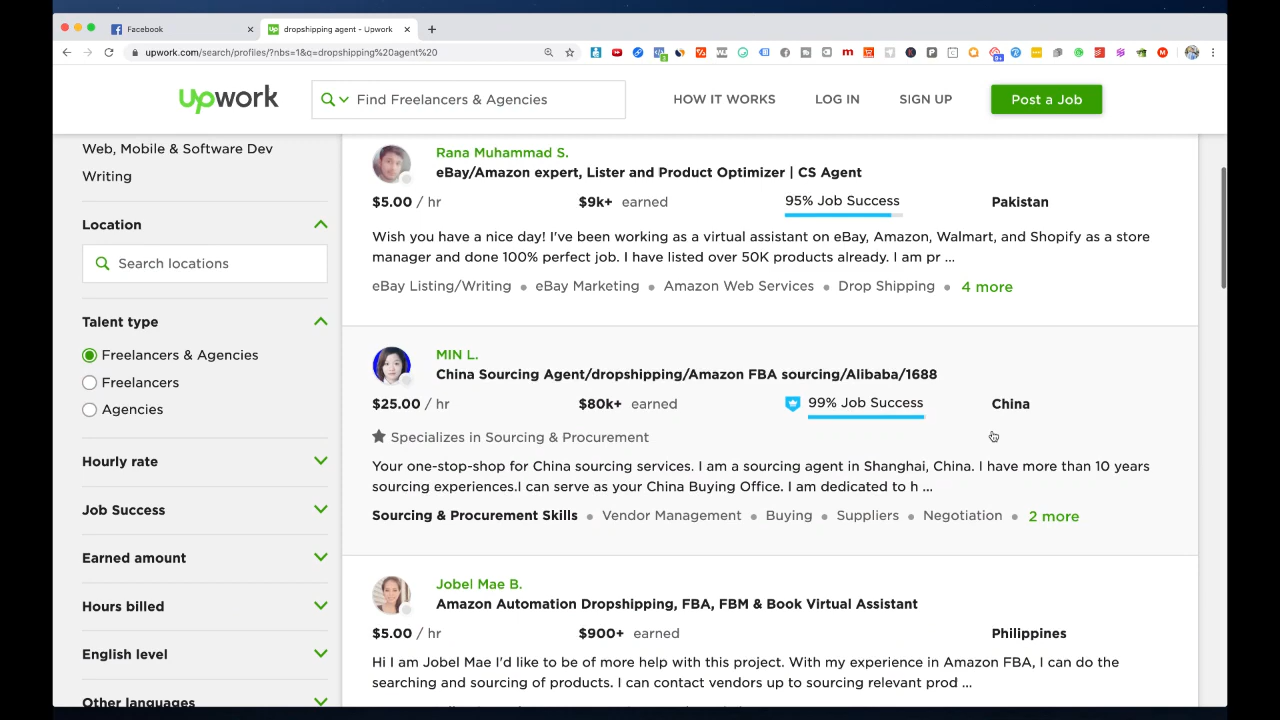 Facebook
dropshipping agent - Upwork
upwork.com/search/profiles/?nbs=1&q=dropshipping%20agent%20
upwork
Find Freelancers & Agencies
HOW IT WORKS
LOG IN
SIGN UP
Post a Job
Web, Mobile & Software Dev
Writing
Location
Search locations
Talent type
Freelancers & Agencies
Freelancers
Agencies
Hourly rate
Job Success
Earned amount
Hours billed
English level
Other languages
Rana Muhammad S.
eBay/Amazon expert, Lister and Product Optimizer | CS Agent
$5.00 / hr
$9k+ earned
95% Job Success
Pakistan
Wish you have a nice day! I've been working as a virtual assistant on eBay, Amazon, Walmart, and Shopify as a store
manager and done 100% perfect job. I have listed over 50K products already. I am pr ...
eBay Listing/Writing • eBay Marketing • Amazon Web Services • Drop Shipping • 4 more
MIN L.
China Sourcing Agent/dropshipping/Amazon FBA sourcing/Alibaba/1688
$25.00 / hr
$80k+ earned
99% Job Success
China
Specializes in Sourcing & Procurement
Your one-stop-shop for China sourcing services. I am a sourcing agent in Shanghai, China. I have more than 10 years
sourcing experiences.I can serve as your China Buying Office. I am dedicated to h ...
Sourcing & Procurement Skills • Vendor Management • Buying • Suppliers • Negotiation • 2 more
Jobel Mae B.
Amazon Automation Dropshipping, FBA, FBM & Book Virtual Assistant
$5.00 / hr
$900+ earned
Philippines
Hi I am Jobel Mae I'd like to be of more help with this project. With my experience in Amazon FBA, I can do the
searching and sourcing of products. I can contact vendors up to sourcing relevant prod ...